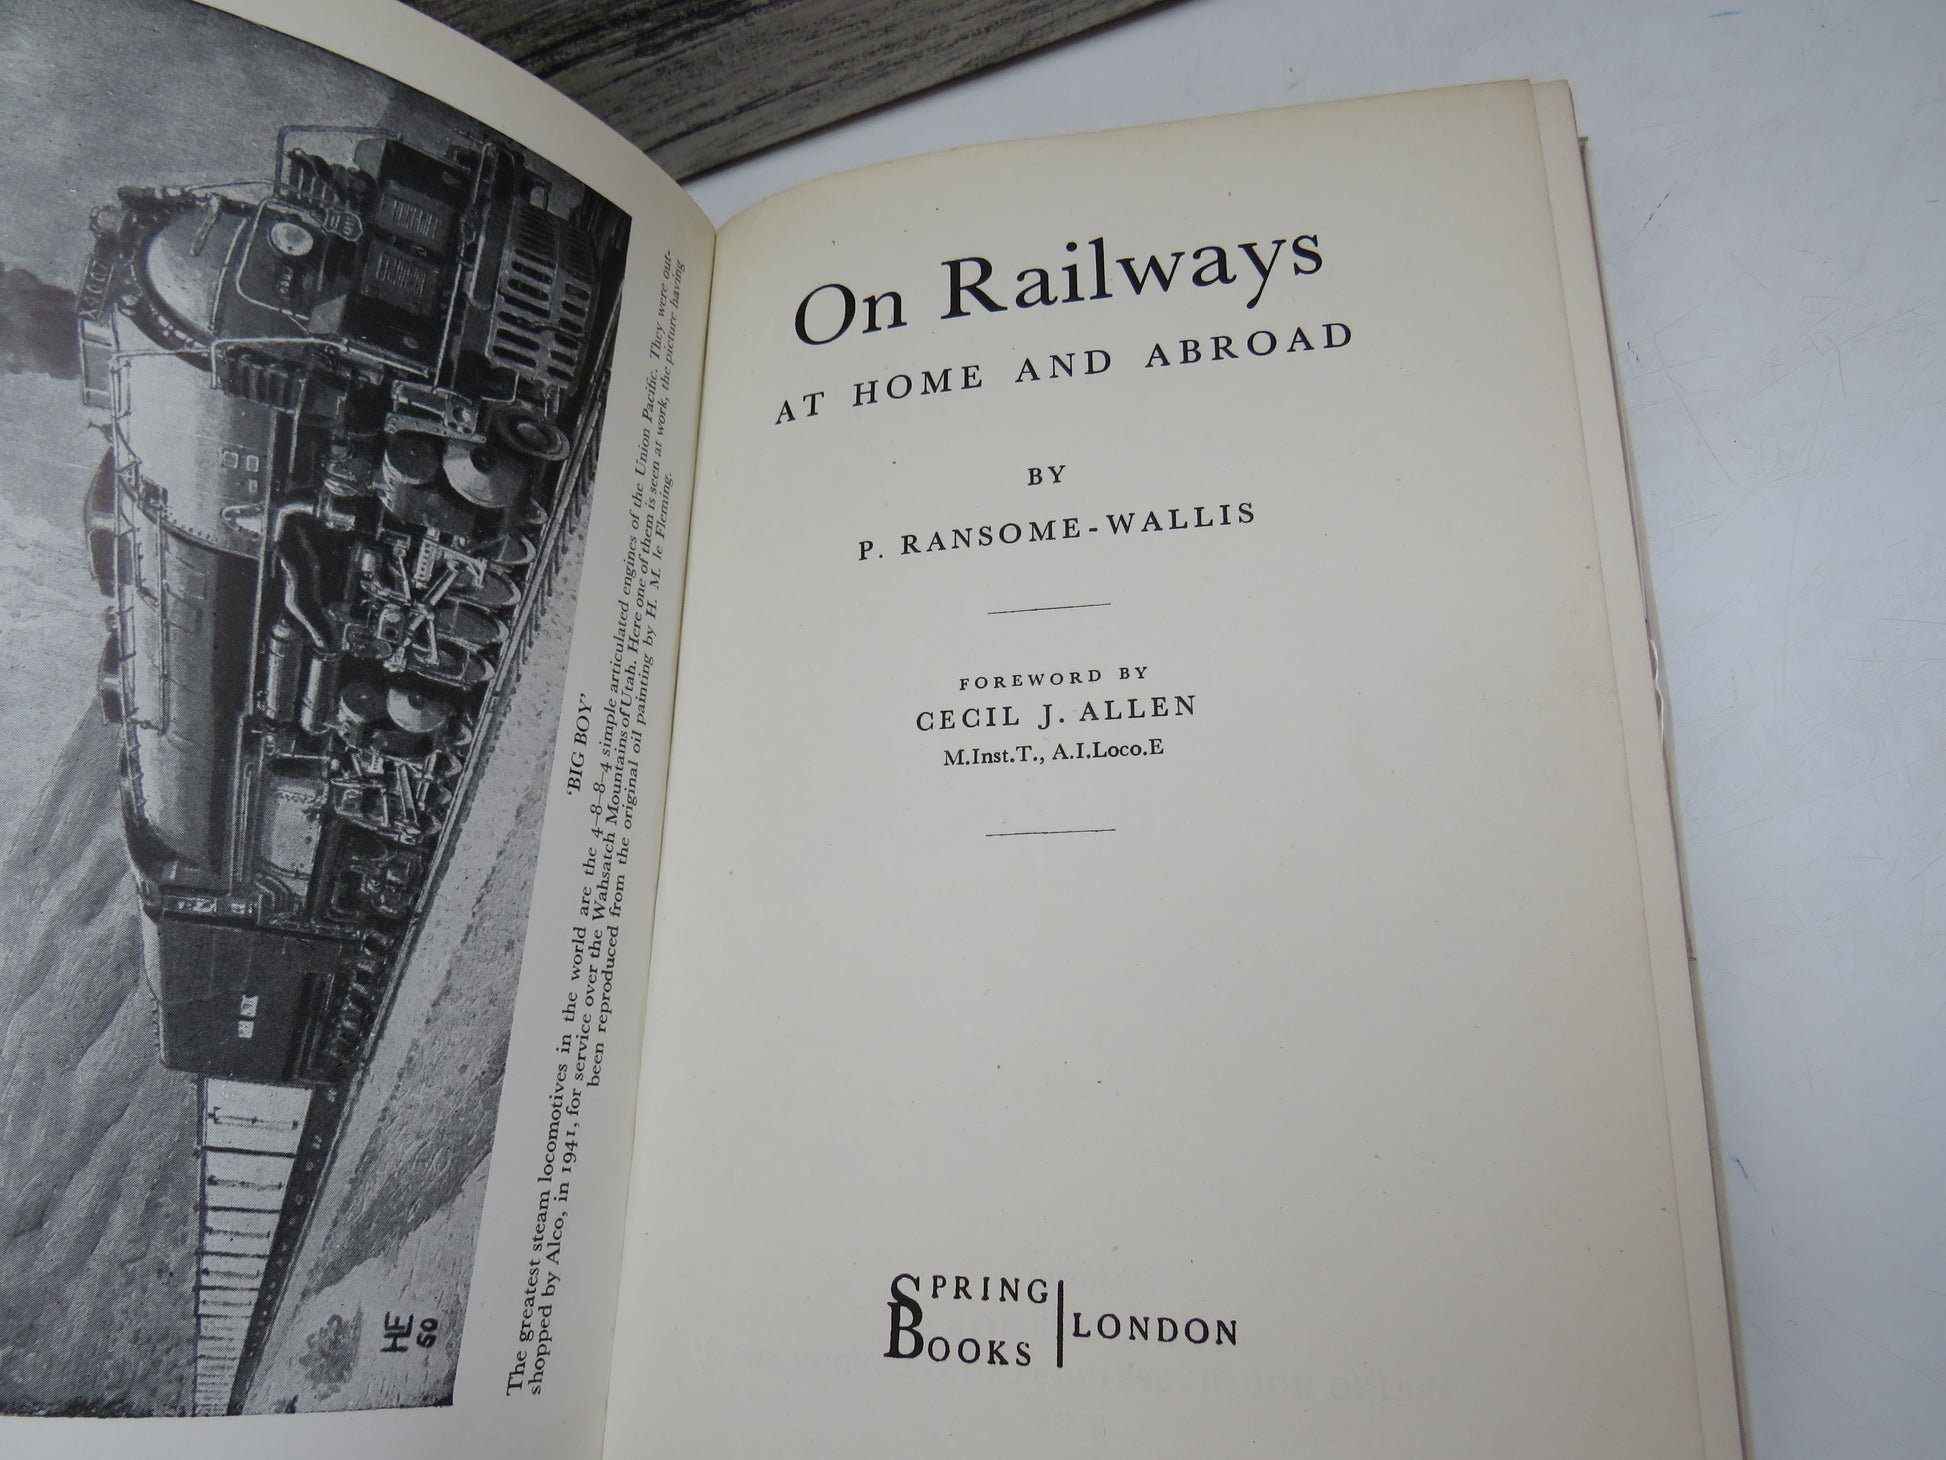 'BIG BOY'
The greatest steam locomotives in the world are the 4–8–8–4 simple articulated engines of the Union Pacific. They were out-
shopped by Alco, in 1941, for service over the Wahsatch Mountains of Utah. Here one of them is seen at work, the picture having
been reproduced from the original oil painting by H. M. le Fleming.
HLF
50
On Railways
AT HOME AND ABROAD
BY
P. RANSOME-WALLIS
FOREWORD BY
CECIL J. ALLEN
M.Inst.T., A.I.Loco.E
SPRING
BOOKS
LONDON